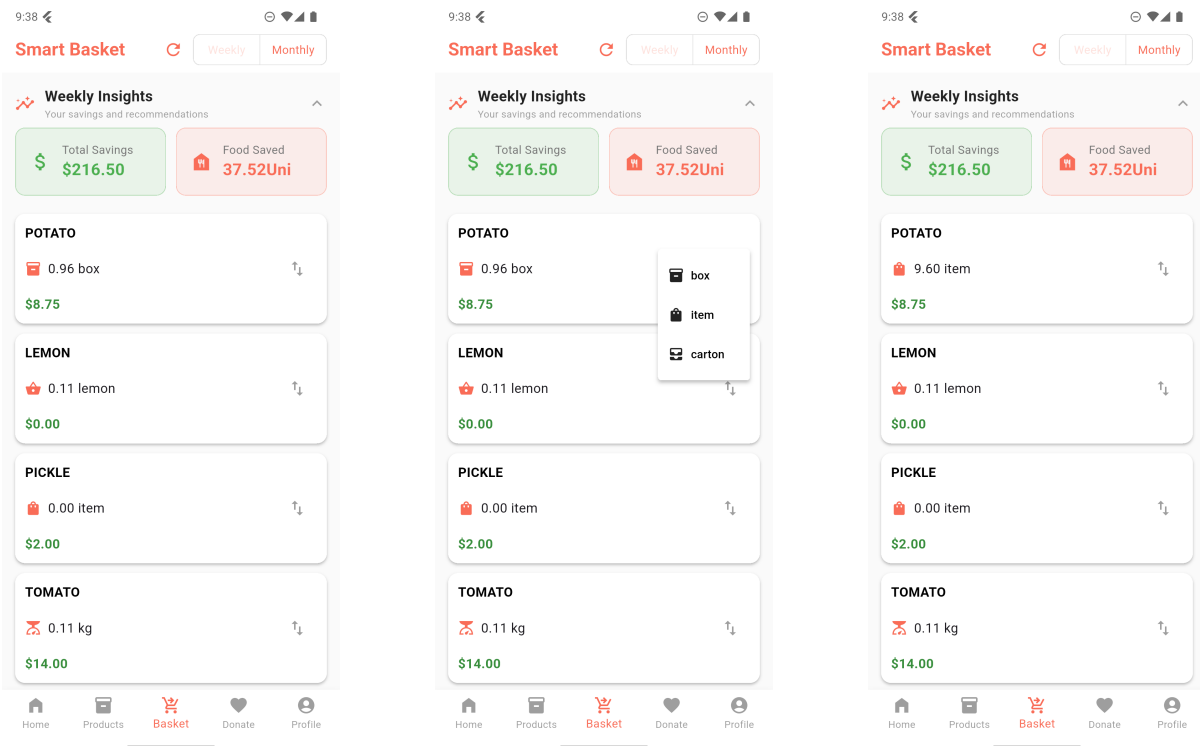 9:38
Smart Basket
Weekly
Monthly
Weekly Insights
Your savings and recommendations
Total Savings
$216.50
Food Saved
37.52Uni
POTATO
0.96 box
$8.75
LEMON
0.11 lemon
$0.00
PICKLE
0.00 item
$2.00
TOMATO
0.11 kg
$14.00
Home
Products
Basket
Donate
Profile
9:38
Smart Basket
Weekly
Monthly
Weekly Insights
Your savings and recommendations
Total Savings
$216.50
Food Saved
37.52Uni
POTATO
0.96 box
$8.75
box
item
carton
LEMON
0.11 lemon
$0.00
PICKLE
0.00 item
$2.00
TOMATO
0.11 kg
$14.00
Home
Products
Basket
Donate
Profile
9:38
Smart Basket
Weekly
Monthly
Weekly Insights
Your savings and recommendations
Total Savings
$216.50
Food Saved
37.52Uni
POTATO
9.60 item
$8.75
LEMON
0.11 lemon
$0.00
PICKLE
0.00 item
$2.00
TOMATO
0.11 kg
$14.00
Home
Products
Basket
Donate
Profile